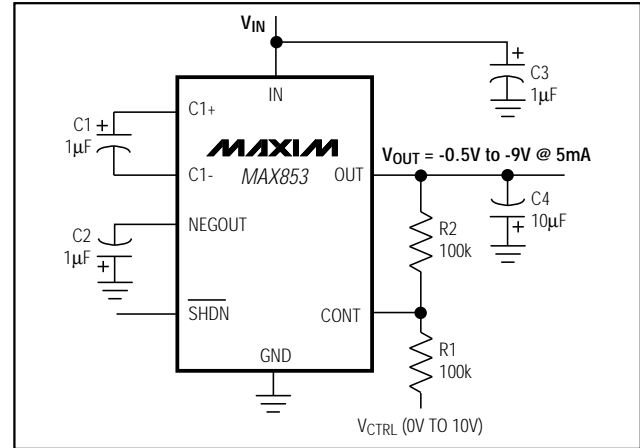 VIN
C3
1µF
IN
C1+
C1
1µF
C1-
MAXIM
MAX853
OUT
VOUT = -0.5V to -9V @ 5mA
C4
10µF
R2
100k
NEGOUT
C2
1µF
SHDN
CONT
R1
100k
GND
VCTRL (0V TO 10V)